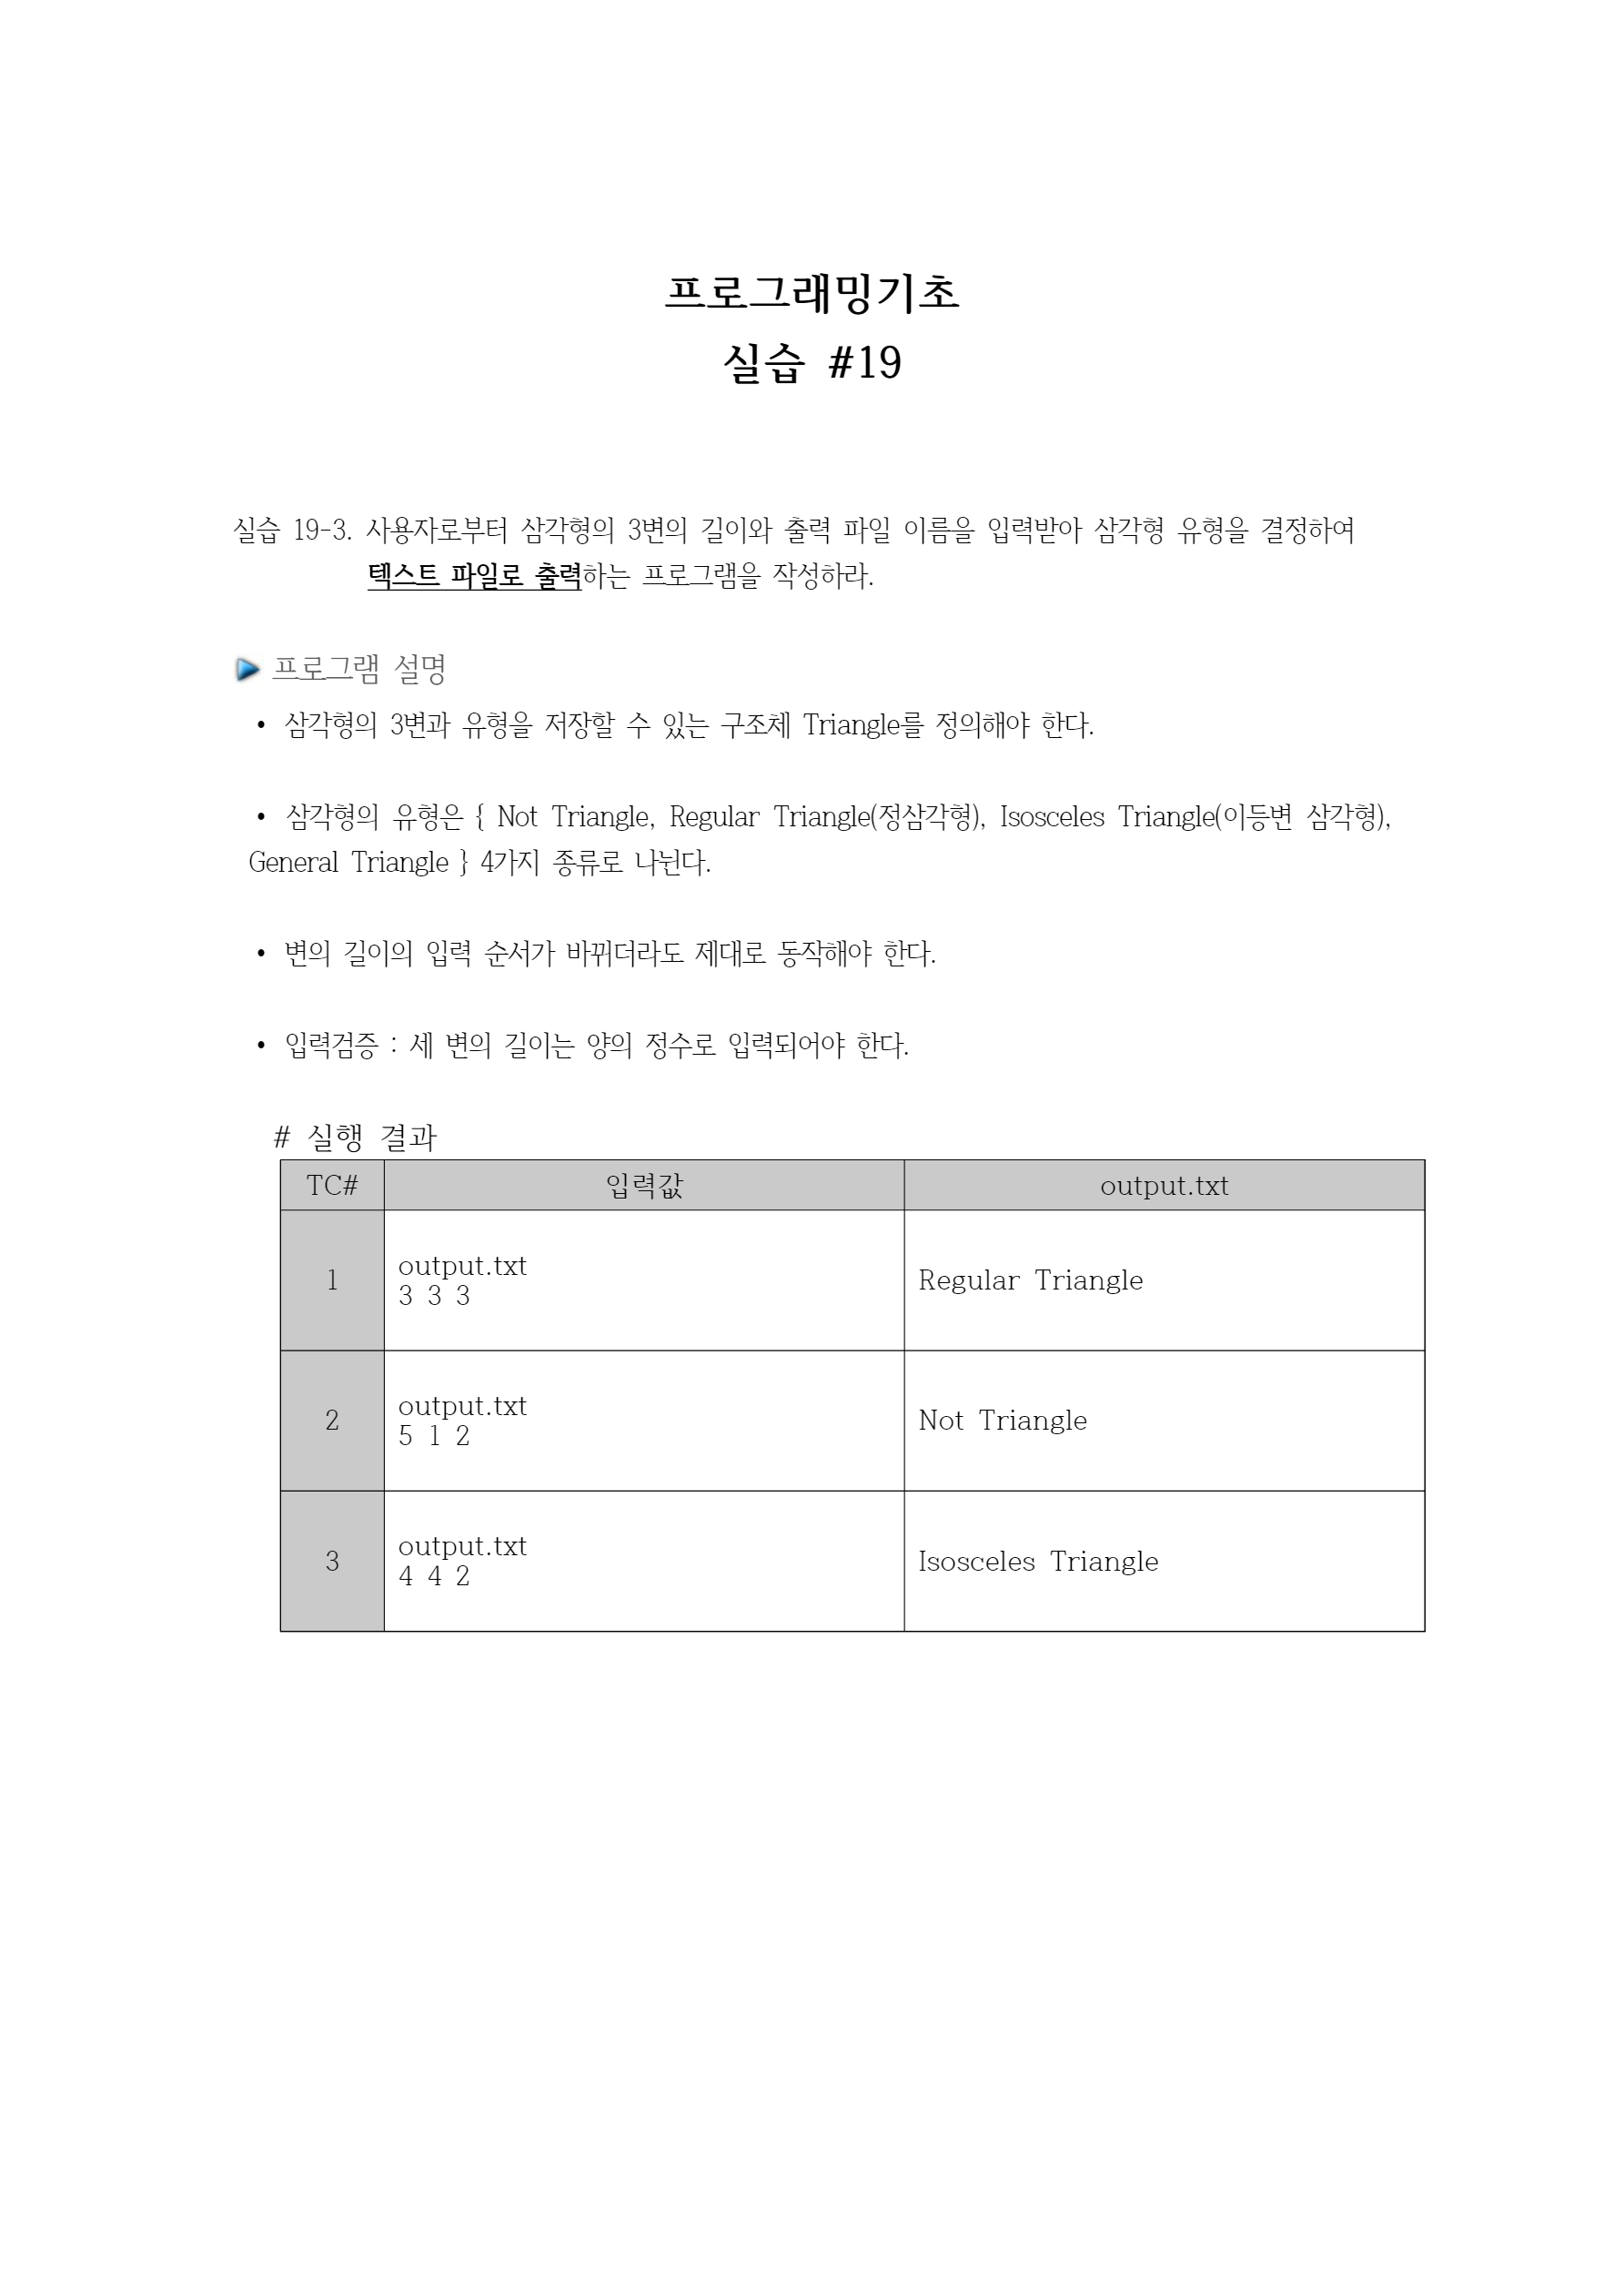 프로그래밍기초
실습 #19
실습 19-3. 사용자로부터 삼각형의 3변의 길이와 출력 파일 이름을 입력받아 삼각형 유형을 결정하여
텍스트 파일로 출력하는 프로그램을 작성하라.
프로그램 설명
• 삼각형의 3변과 유형을 저장할 수 있는 구조체 Triangle를 정의해야 한다.
• 삼각형의 유형은 { Not Triangle, Regular Triangle(정삼각형), Isosceles Triangle(이등변 삼각형),
General Triangle } 4가지 종류로 나뉜다.
• 변의 길이의 입력 순서가 바뀌더라도 제대로 동작해야 한다.
• 입력검증 : 세 변의 길이는 양의 정수로 입력되어야 한다.
# 실행 결과
TC# 입력값 output.txt
1
output.txt
3 3 3
Regular Triangle
2
output.txt
5 1 2
Not Triangle
3
output.txt
4 4 2
Isosceles Triangle